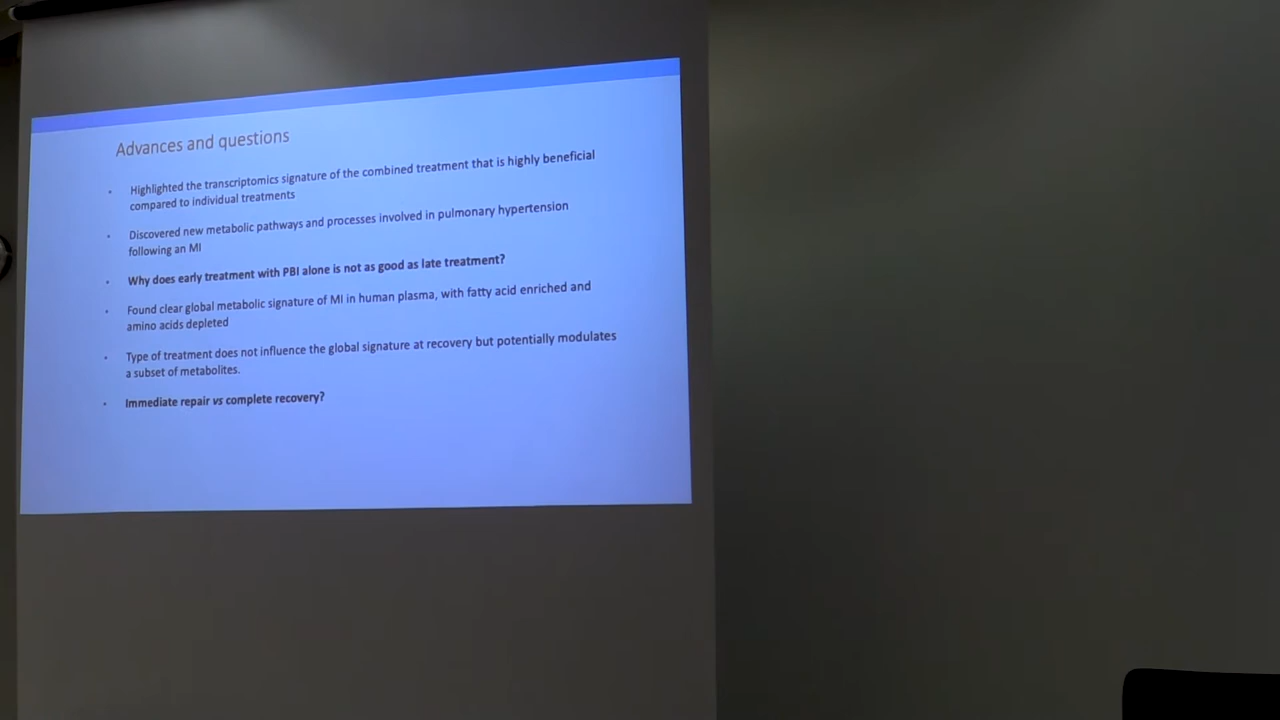 Advances and questions
Highlighted the transcriptomics signature of the combined treatment that is highly beneficial
compared to individual treatments
Discovered new metabolic pathways and processes involved in pulmonary hypertension
following an MI
Why does early treatment with PBI alone is not as good as late treatment?
Found clear global metabolic signature of MI in human plasma, with fatty acid enriched and
amino acids depleted
Type of treatment does not influence the global signature at recovery but potentially modulates
a subset of metabolites.
Immediate repair vs complete recovery?